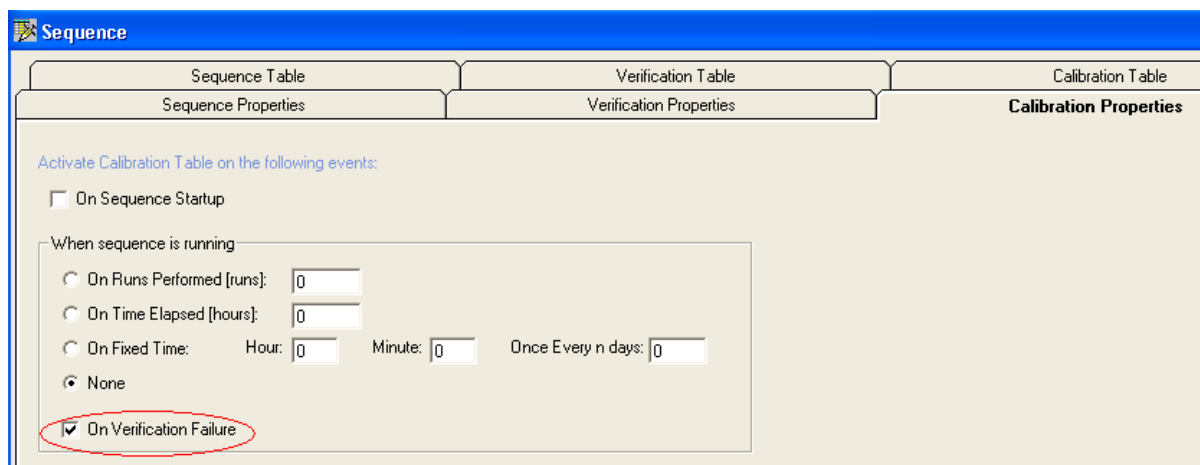 Sequence
Sequence Table Verification Table Calibration Table
Sequence Properties Verification Properties Calibration Properties
Activate Calibration Table on the following events:
On Sequence Startup
When sequence is running
On Runs Performed [runs]: 0
On Time Elapsed [hours]: 0
On Fixed Time: Hour: 0 Minute: 0 Once Every n days: 0
None
On Verification Failure